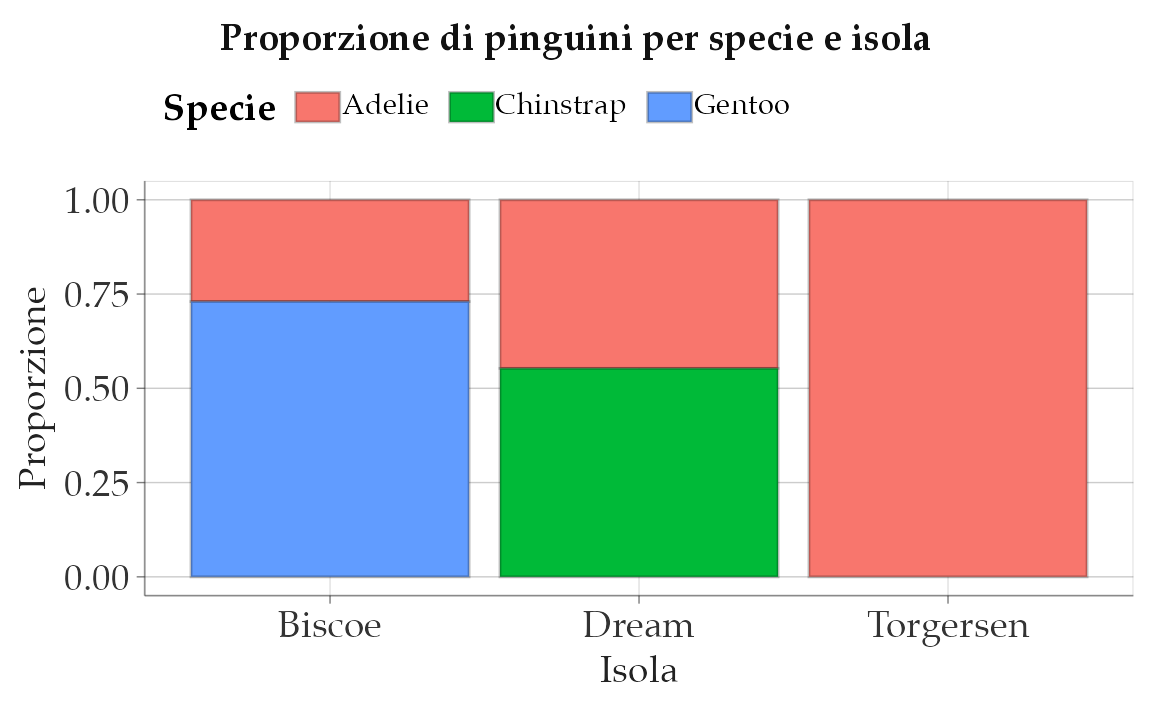 Proporzione di pinguini per specie e isola
Specie Adelie Chinstrap Gentoo
Proporzione
1.00
0.75
0.50
0.25
0.00
Biscoe Dream Torgersen
Isola